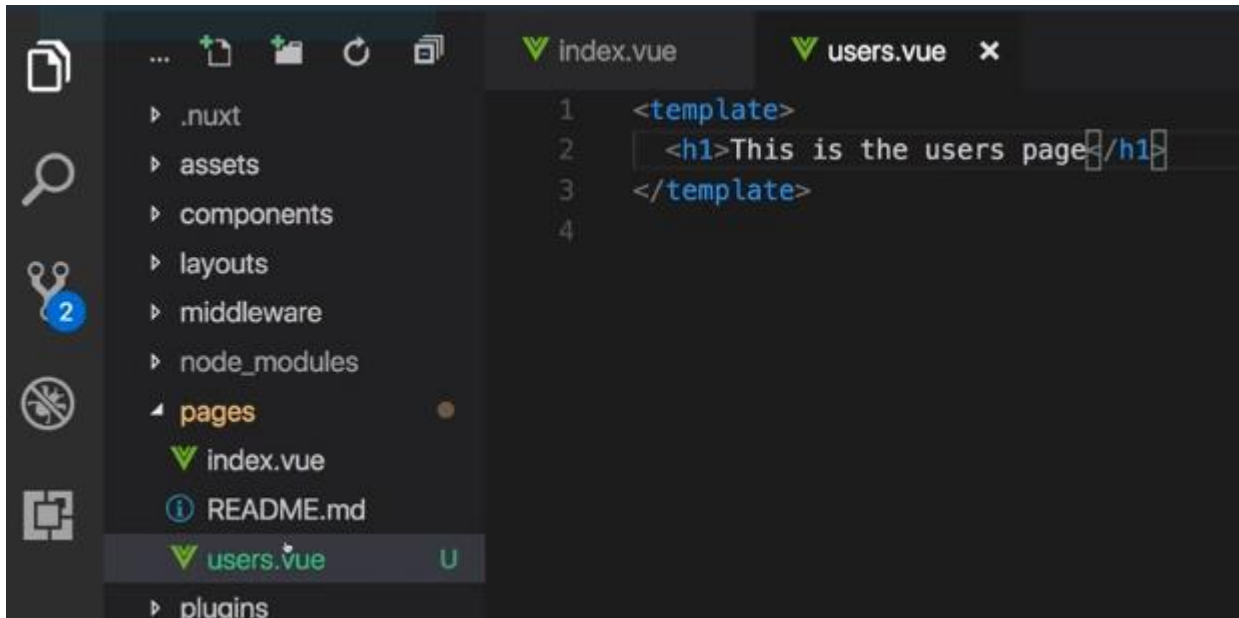 ...
index.vue
users.vue ×
.nuxt
assets
components
layouts
middleware
node_modules
pages
index.vue
README.md
users.vue U
plugins
2
1 <template>
2 <h1>This is the users page</h1>
3 </template>
4